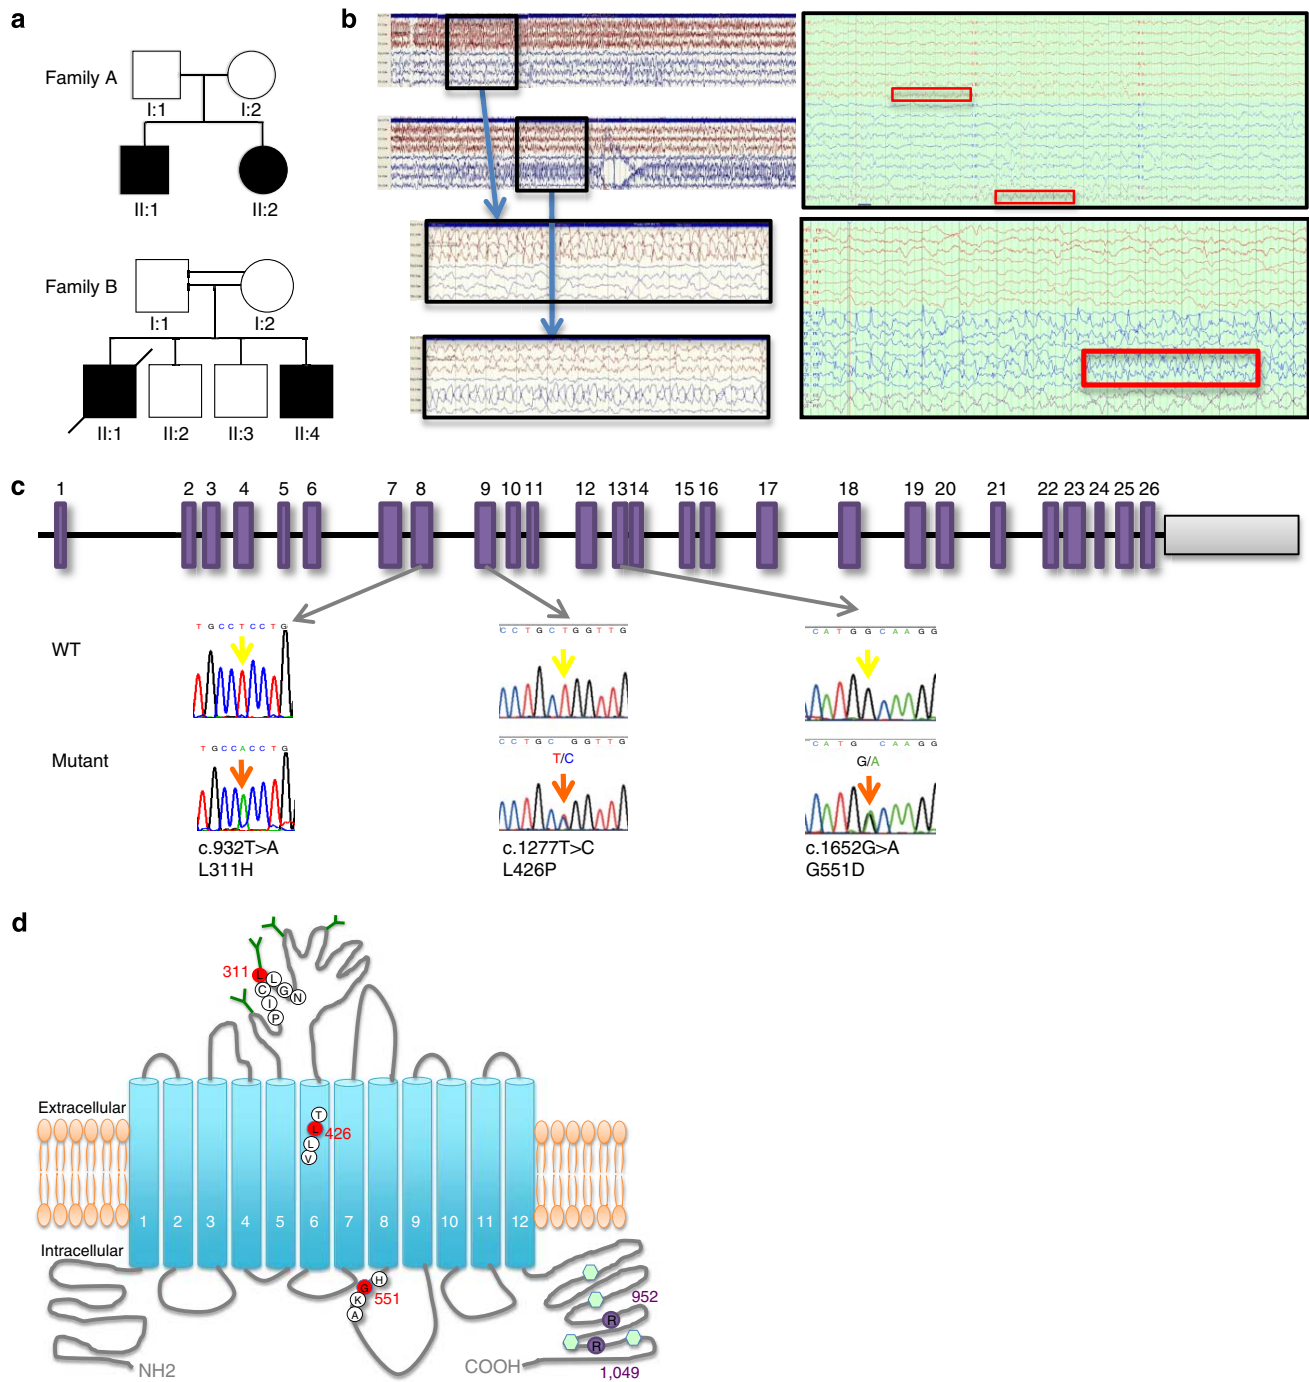 a
Family A
I:1 I:2
II:1 II:2
Family B
I:1 I:2
II:1 II:2 II:3 II:4
b
c
1 2 3 4 5 6 7 8 9 10 11 12 13 14 15 16 17 18 19 20 21 22 23 24 25 26
WT
T G C C T C C T G
C C T G C T G G T T G
C A T G G C A A G G
Mutant
T G C C A C C T G
C C T G C G G T T G
C A T G C A A G G
T/C
G/A
c.932T>A
L311H
c.1277T>C
L426P
c.1652G>A
G551D
d
311
L L
C G N
I
P
Extracellular
T
L 426
L
V
1 2 3 4 5 6 7 8 9 10 11 12
Intracellular
H
G 551
K
A
952
R
R
1,049
NH2
COOH